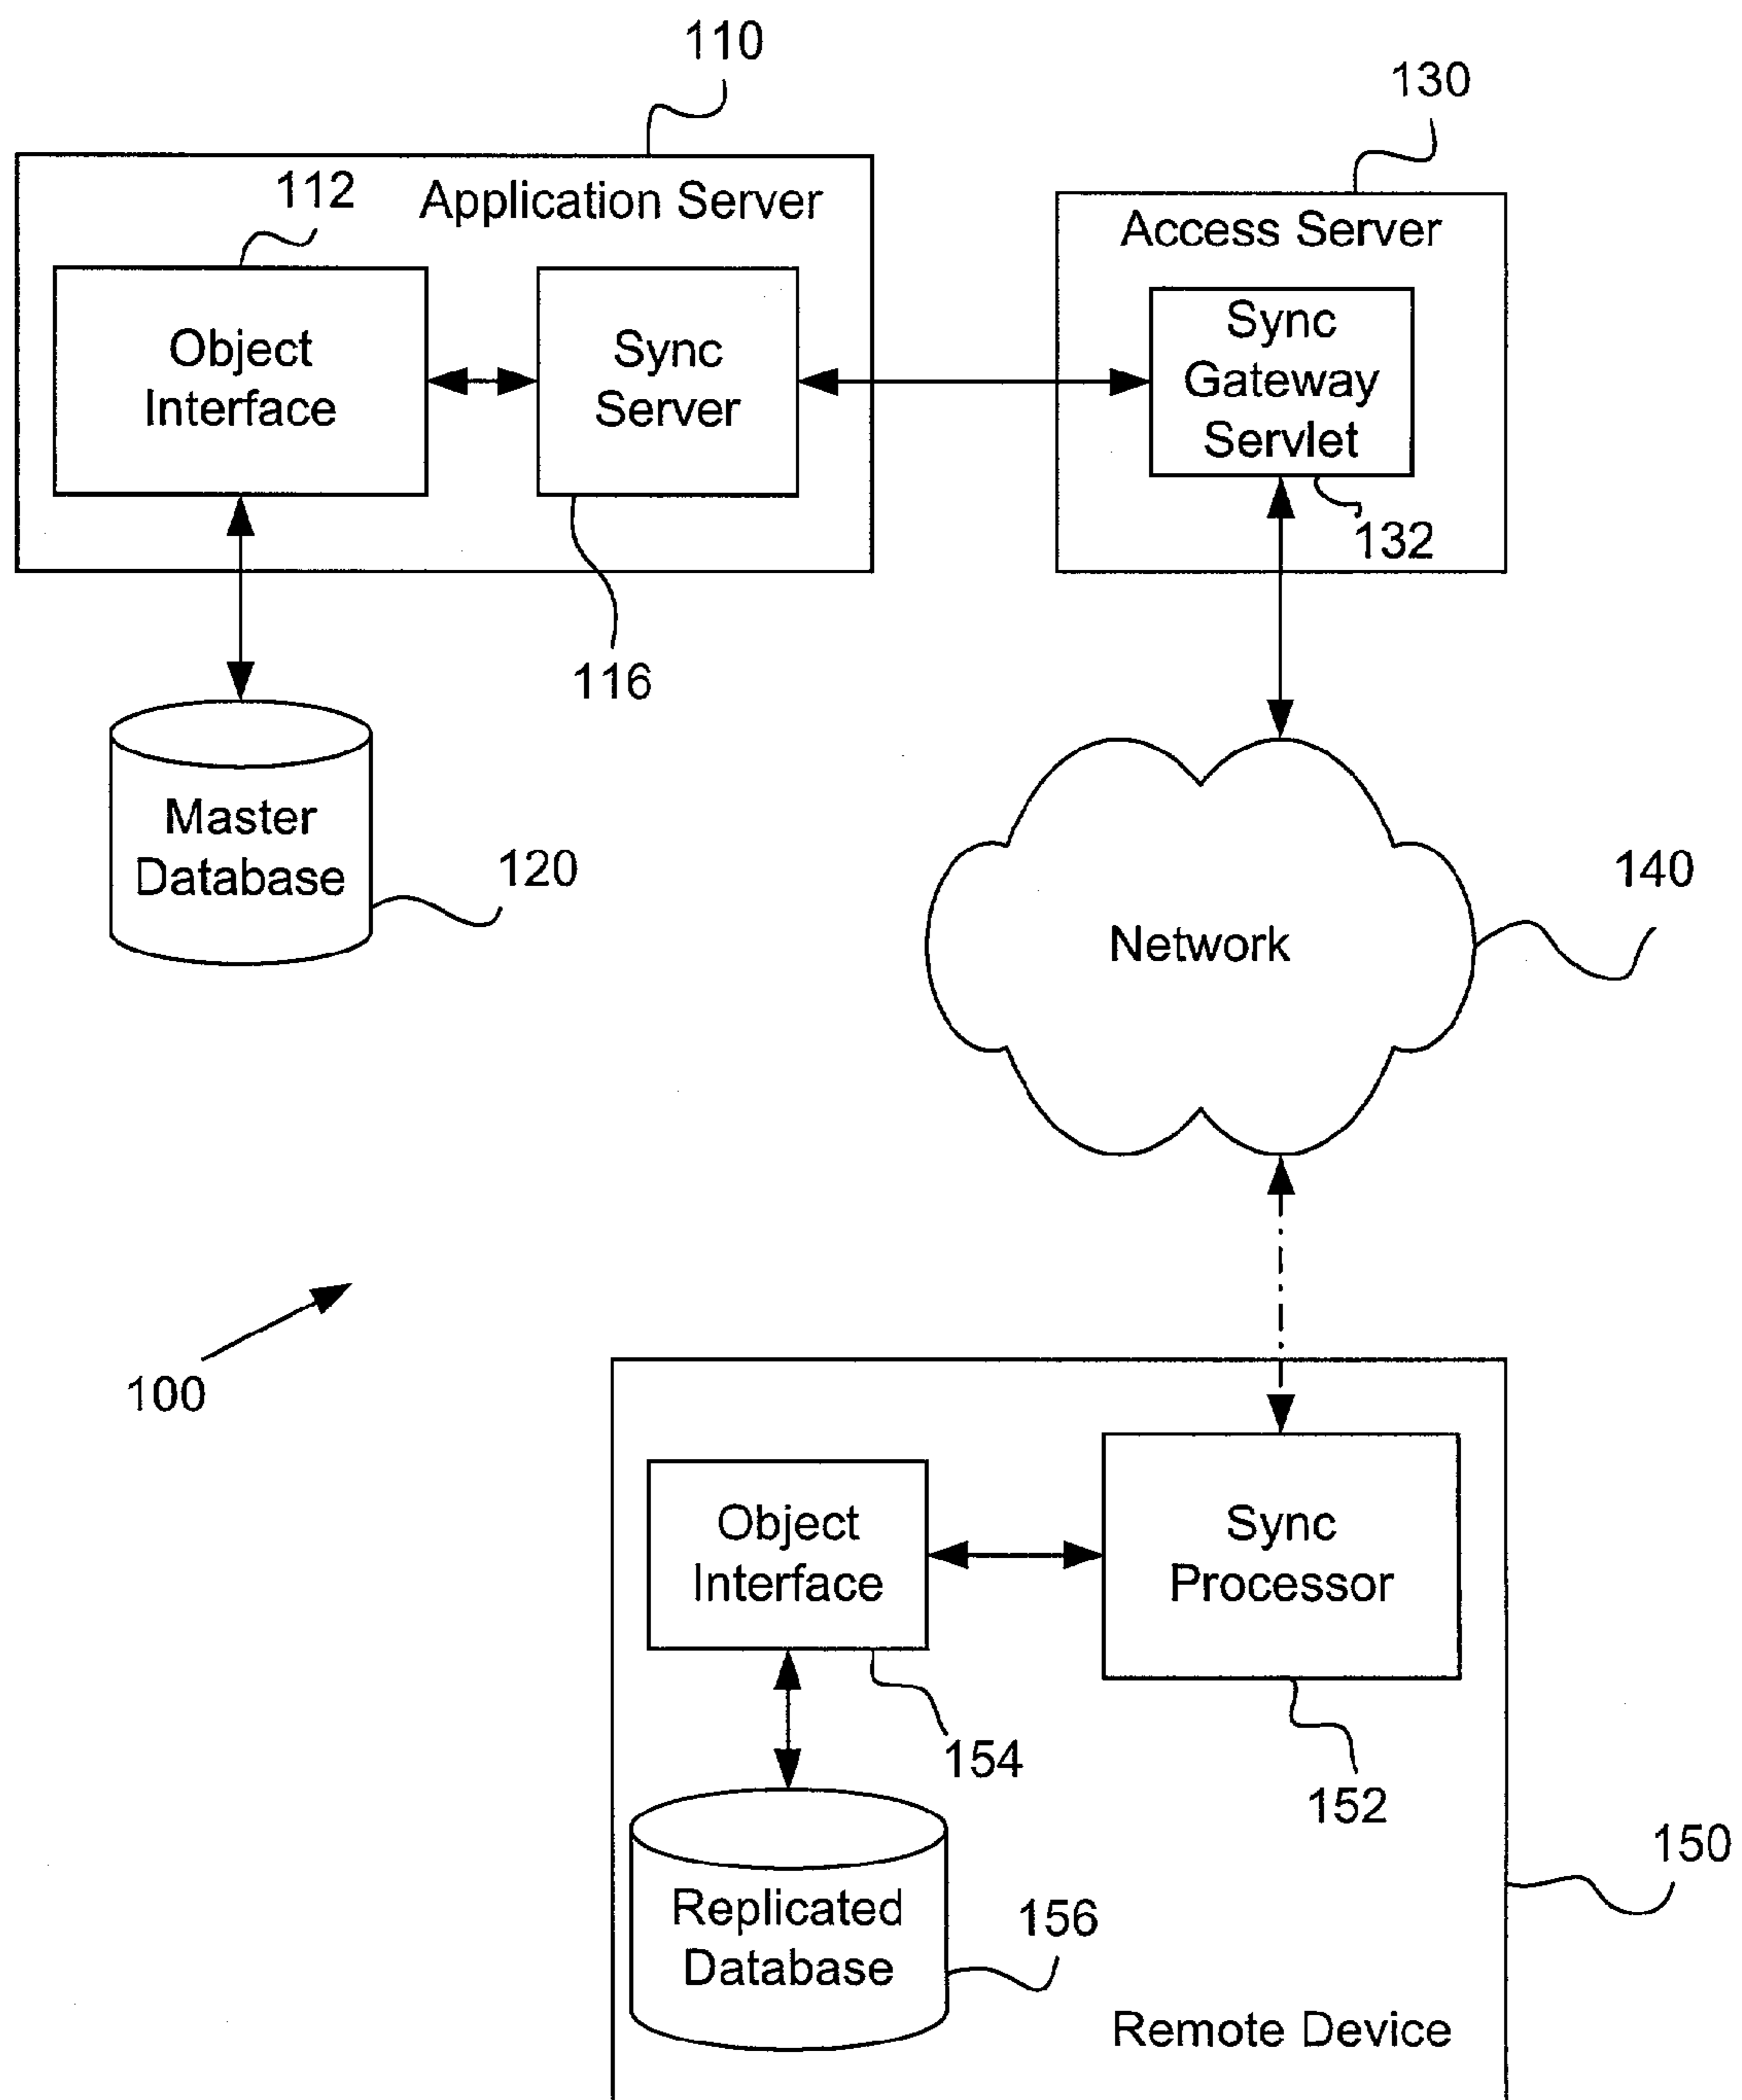 110
130
112
Application Server
Access Server
Object
Interface
Sync
Server
Sync
Gateway
Servlet
132
116
Master
Database
120
140
Network
100
Object
Interface
Sync
Processor
154
152
150
Replicated
Database
156
Remote Device